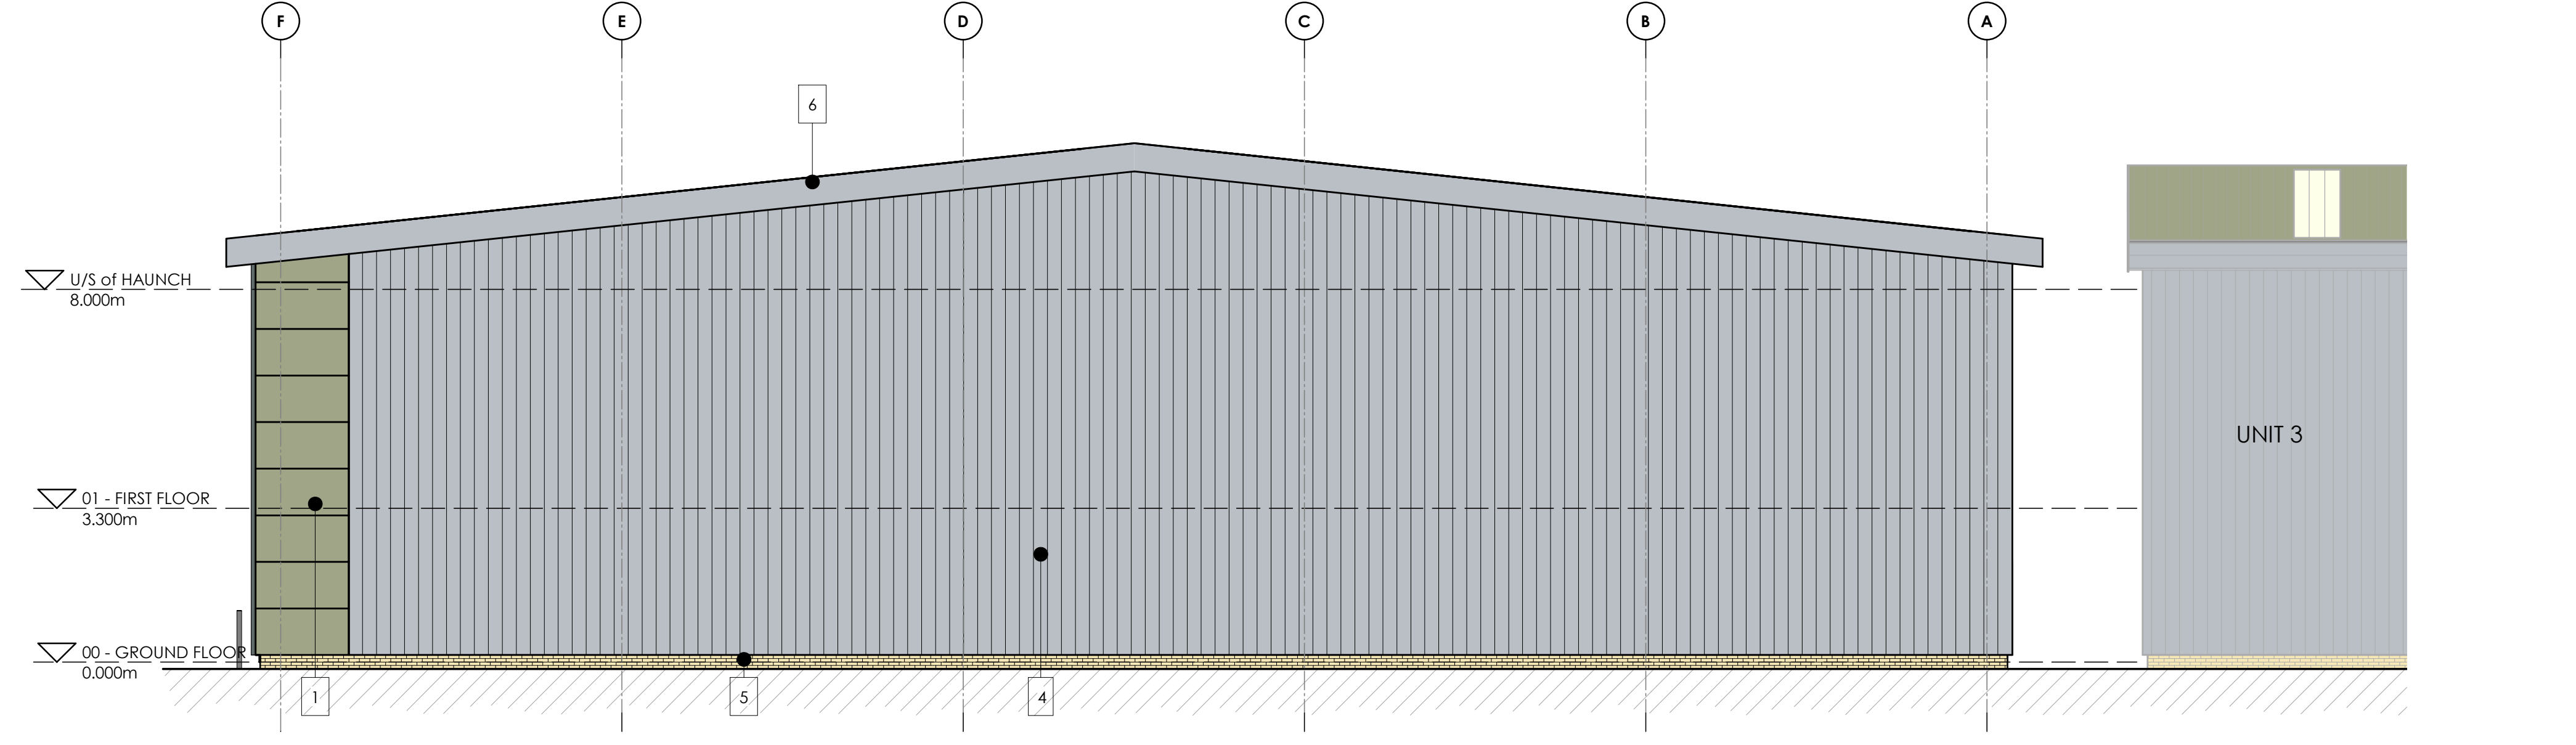 F E D C B A
6
U/S of HAUNCH
8.000m
UNIT 3
01 - FIRST FLOOR
3.300m
00 - GROUND FLOOR
0.000m
1 5 4